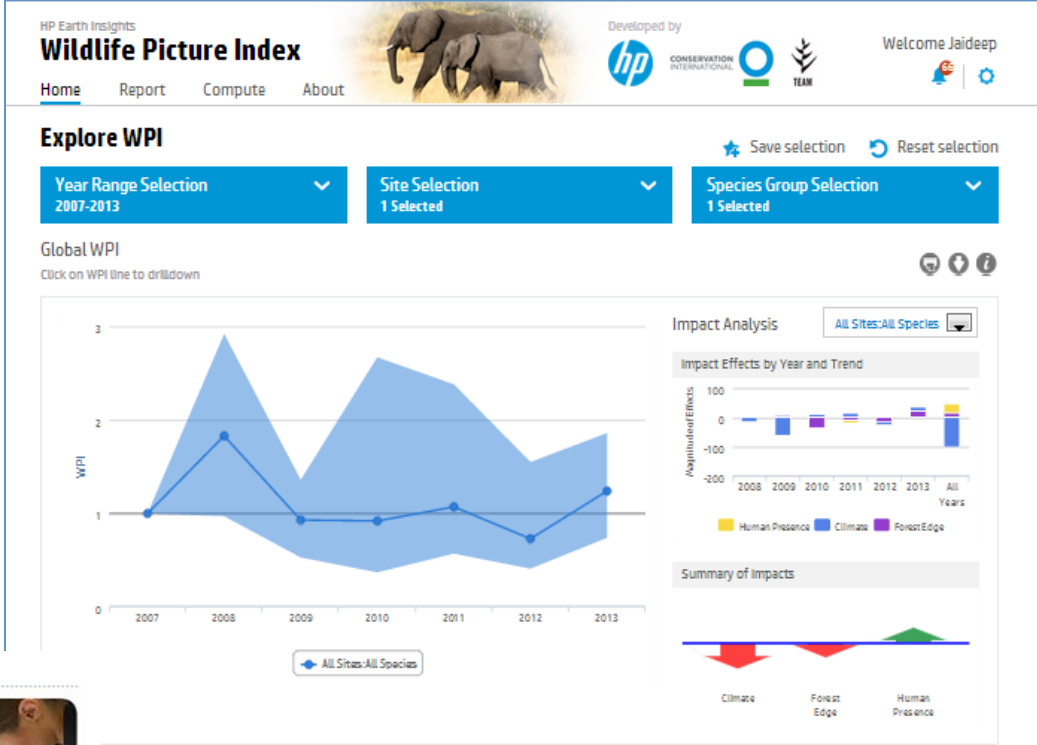 HP Earth Insights
Wildlife Picture Index
Home Report Compute About
Developed by
hp
CONSERVATION
INTERNATIONAL
TEAM
Welcome Jaideep
66
Explore WPI
Save selection Reset selection
Year Range Selection
2007-2013
Site Selection
1 Selected
Species Group Selection
1 Selected
Global WPI
Click on WPI line to drilldown
WPI
3
2
1
0
2007 2008 2009 2010 2011 2012 2013
All Sites:All Species
Impact Analysis
All Sites:All Species
Impact Effects by Year and Trend
Magnitude of Effects
100
0
-100
-200
2008 2009 2010 2011 2012 2013 All
Years
Human Presence Climate Forest Edge
Summary of Impacts
Climate Forest Human
Edge Presence